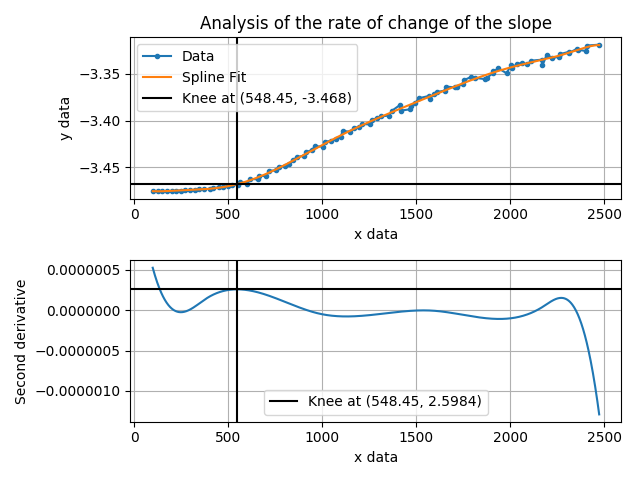 Analysis of the rate of change of the slope
Data
Spline Fit
Knee at (548.45, -3.468)
y data
−3.35
−3.40
−3.45
0 500 1000 1500 2000 2500
x data
Second derivative
0.0000005
0.0000000
−0.0000005
−0.0000010
Knee at (548.45, 2.5984)
0 500 1000 1500 2000 2500
x data